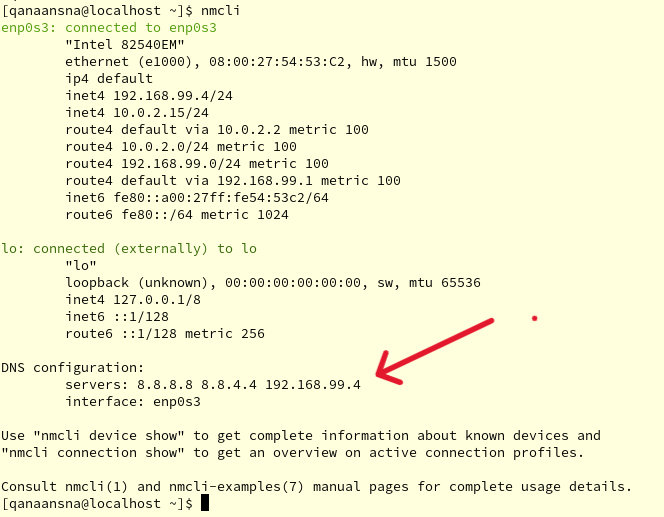 [qanaansna@localhost ~]$ nmcli
enp0s3: connected to enp0s3
"Intel 82540EM"
ethernet (e1000), 08:00:27:54:53:C2, hw, mtu 1500
ip4 default
inet4 192.168.99.4/24
inet4 10.0.2.15/24
route4 default via 10.0.2.2 metric 100
route4 10.0.2.0/24 metric 100
route4 192.168.99.0/24 metric 100
route4 default via 192.168.99.1 metric 100
inet6 fe80::a00:27ff:fe54:53c2/64
route6 fe80::/64 metric 1024
lo: connected (externally) to lo
"lo"
loopback (unknown), 00:00:00:00:00:00, sw, mtu 65536
inet4 127.0.0.1/8
inet6 ::1/128
route6 ::1/128 metric 256
DNS configuration:
servers: 8.8.8.8 8.8.4.4 192.168.99.4
interface: enp0s3
Use "nmcli device show" to get complete information about known devices and
"nmcli connection show" to get an overview on active connection profiles.
Consult nmcli(1) and nmcli-examples(7) manual pages for complete usage details.
[qanaansna@localhost ~]$